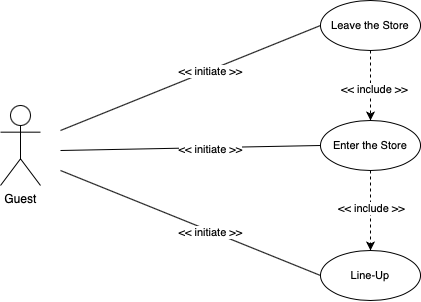 Leave the Store
<< initiate >>
<< include >>
Enter the Store
<< initiate >>
Guest
<< include >>
<< initiate >>
Line-Up